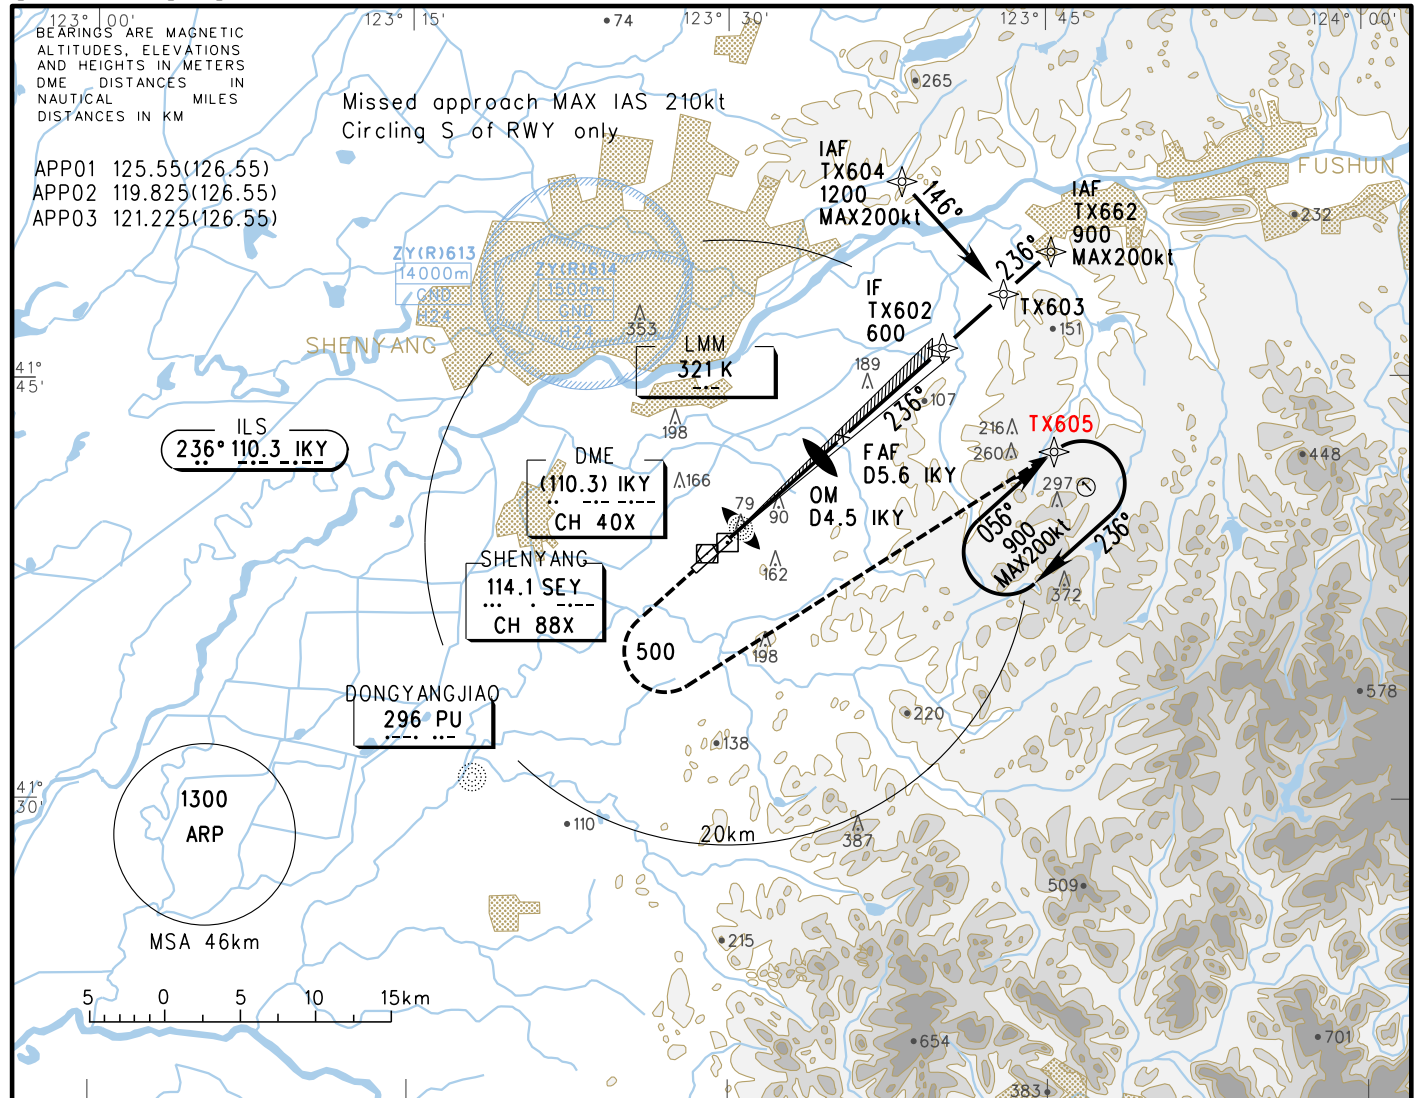 123° 00'
123° 15'
74
123° 30'
123° 45'
124° 00'
BEARINGS ARE MAGNETIC
ALTITUDES, ELEVATIONS
AND HEIGHTS IN METERS
DME DISTANCES IN
NAUTICAL MILES
DISTANCES IN KM
Missed approach MAX IAS 210kt
Circling S of RWY only
265
APP01 125.55(126.55)
APP02 119.825(126.55)
APP03 121.225(126.55)
IAF
TX604
1200
MAX200kt
146°
FUSHUN
IAF
TX662
900
MAX200kt
232
236°
ZY(R)613
14000m
GND
H24
ZY(R)614
1500m
GND
H24
353
SHENYANG
IF
TX602
600
TX603
151
LMM
321 K
41°
45'
189
107
236°
198
ILS
236° 110.3 IKY
216
TX605
260
448
FAF
D5.6 IKY
DME
(110.3) IKY
CH 40X
166
OM
D4.5 IKY
297
79
90
056°
900
MAX200kt
236°
SHENYANG
114.1 SEY
CH 88X
162
372
500
198
578
DONGYANGJIAO
296 PU
220
138
41°
30'
1300
ARP
110
20km
387
509
MSA 46km
215
5 0 5 10 15km
654
701
383